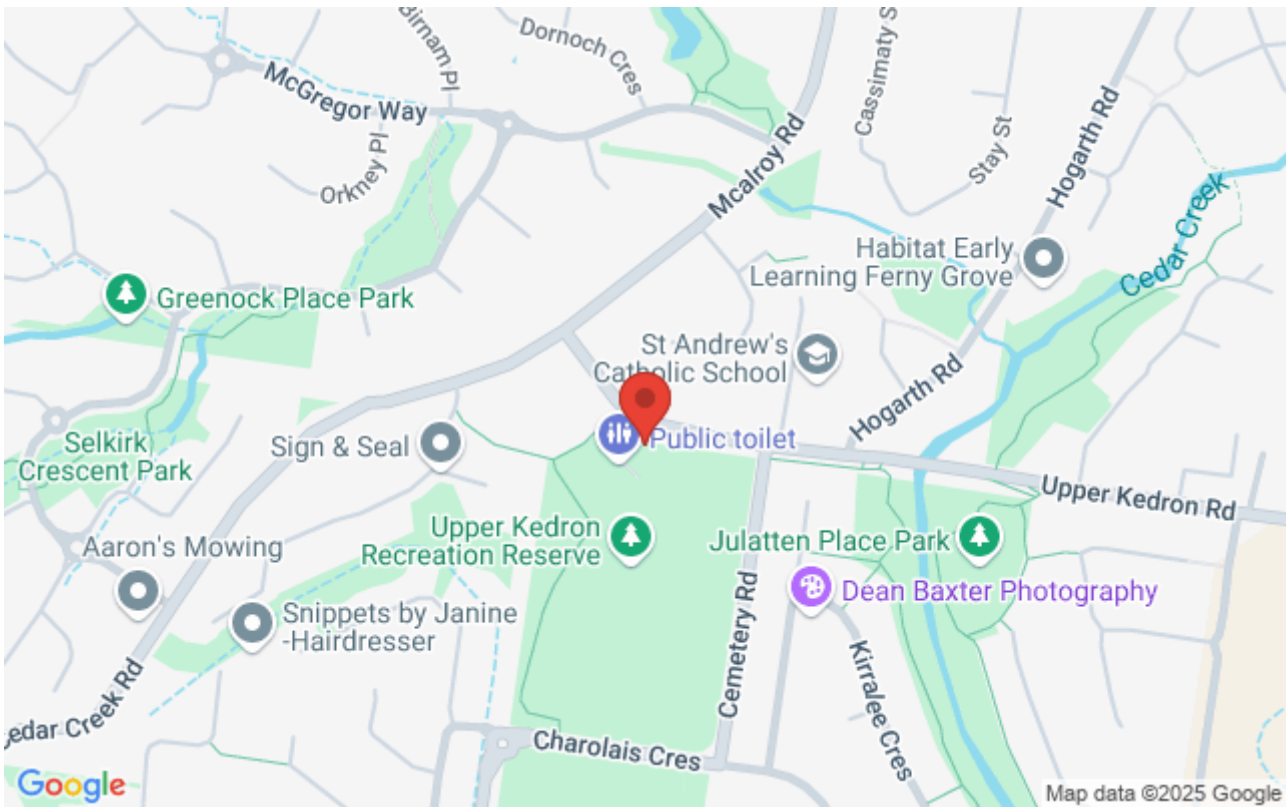 Birnam Pl
Dornoch Cres
McGregor Way
Orkney Pl
Mcalroy Rd
Cassimaty S
Stay St
Hogarth Rd
Cedar Creek
Habitat Early
Learning Ferny Grove
Greenock Place Park
St Andrew's
Catholic School
Hogarth Rd
Selkirk
Crescent Park
Sign & Seal
Public toilet
Upper Kedron Rd
Upper Kedron
Recreation Reserve
Julatten Place Park
Aaron's Mowing
Dean Baxter Photography
Snippets by Janine
-Hairdresser
Cemetery Rd
Kirralee Cres
edar Creek Rd
Charolais Cres
Google
Map data ©2025 Google